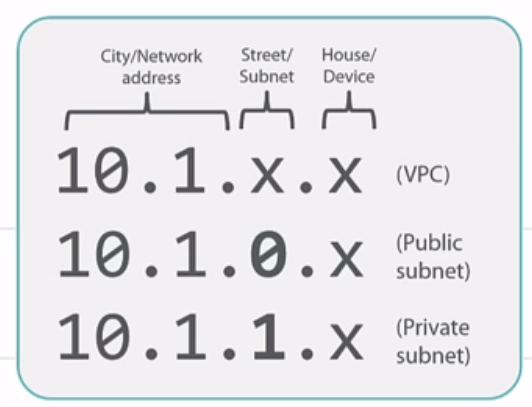 City/Network
address
Street/
Subnet
House/
Device
10.1.x.x (VPC)
10.1.0.x (Public
subnet)
10.1.1.x (Private
subnet)